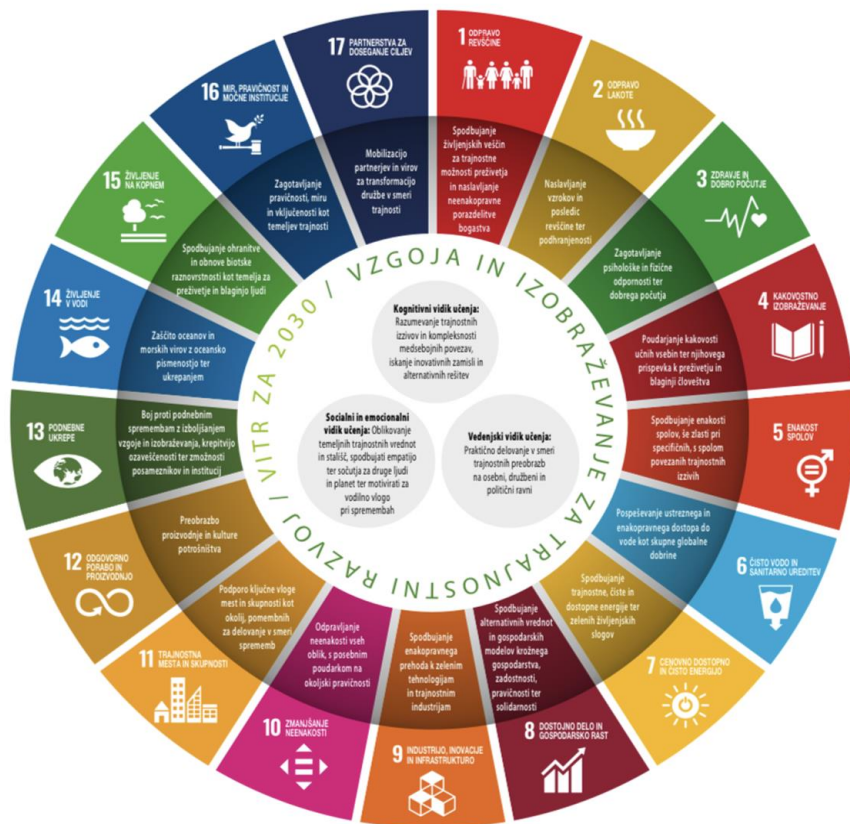 1 ODPRAVO
REVŠČINE
Spodbujanje
življenjskih veščin
za trajnostne
možnosti preživetja
in naslavljanje
neenakopravne
porazdelitve
bogastva
2 ODPRAVO
LAKOTE
Naslavljanje
vzrokov in
posledic
revščine ter
podhranjenosti
3 ZDRAVJE IN
DOBRO POČUTJE
Zagotavljanje
psihološke in fizične
odpornosti ter
dobrega počutja
4 KAKOVOSTNO
IZOBRAŽEVANJE
Poudarjanje kakovosti
učnih vsebin ter njihovega
prispevka k preživetju in
blaginji človeštva
5 ENAKOST
SPOLOV
Spodbujanje enakosti
spolov, še zlasti pri
specifičnih, s spolom
povezanih trajnostnih
izzivih
6 ČISTO VODO IN
SANITARNO UREDITEV
Pospeševanje ustreznega in
enakopravnega dostopa do
vode kot skupne globalne
dobrine
7 CENOVNO DOSTOPNO
IN ČISTO ENERGIJO
Spodbujanje
trajnostne, čiste in
dostopne energije ter
zelenih življenjskih
slogov
8 DOSTOJNO DELO IN
GOSPODARSKO RAST
Spodbujanje
alternativnih vrednot
in gospodarskih
modelov krožnega
gospodarstva,
zadostnosti,
pravičnosti ter
solidarnosti
9 INDUSTRIJO, INOVACIJE
IN INFRASTRUKTURO
Spodbujanje
enakopravnega
prehoda k zelenim
tehnologijam
in trajnostnim
industrijam
10 ZMANJŠANJE
NEENAKOSTI
Odpravljanje
neenakosti vseh
oblik, s posebnim
poudarkom na
okoljski pravičnosti
11 TRAJNOSTNA
MESTA IN SKUPNOSTI
Podporo ključne vloge
mest in skupnosti kot
okolij, pomembnih
za delovanje v smeri
sprememb
12 ODGOVORNO
PORABO IN
PROIZVODNJO
Preobrazbo
proizvodnje in kulture
potrošništva
13 PODNEBNE
UKREPE
Boj proti podnebnim
spremembam z izboljšanjem
vzgoje in izobraževanja, krepitvijo
ozaveščenosti ter zmožnosti
posameznikov in institucij
14 ŽIVLJENJE
V VODI
Zaščito oceanov in
morskih virov z oceansko
pismenostjo ter
ukrepanjem
15 ŽIVLJENJE
NA KOPNEM
Spodbujanje ohranitve
in obnove biotske
raznovrstnosti kot temelja za
preživetje in blaginjo ljudi
16 MIR, PRAVIČNOST IN
MOČNE INSTITUCIJE
Zagotavljanje
pravičnosti, miru
in vključenosti kot
temeljev trajnosti
17 PARTNERSTVA ZA
DOSEGANJE CILJEV
Mobilizacijo
partnerjev in virov
za transformacijo
družbe v smeri
trajnosti
VITR ZA 2030 / VZGOJA IN IZOBRAŽEVANJE ZA TRAJNOSTNI RAZVOJ /
Kognitivni vidik učenja:
Razumevanje trajnostnih
izzivov in kompleksnosti
medsebojnih povezav,
iskanje inovativnih zamisli in
alternativnih rešitev
Socialni in emocionalni
vidik učenja: Oblikovanje
temeljnih trajnostnih vrednot
in stališč, spodbujati empatijo
ter sočutja za druge ljudi
in planet ter motivirati za
vodilno vlogo
pri spremembah
Vedenjski vidik učenja:
Praktično delovanje v smeri
trajnostnih preobrazb
na osebni, družbeni in
politični ravni